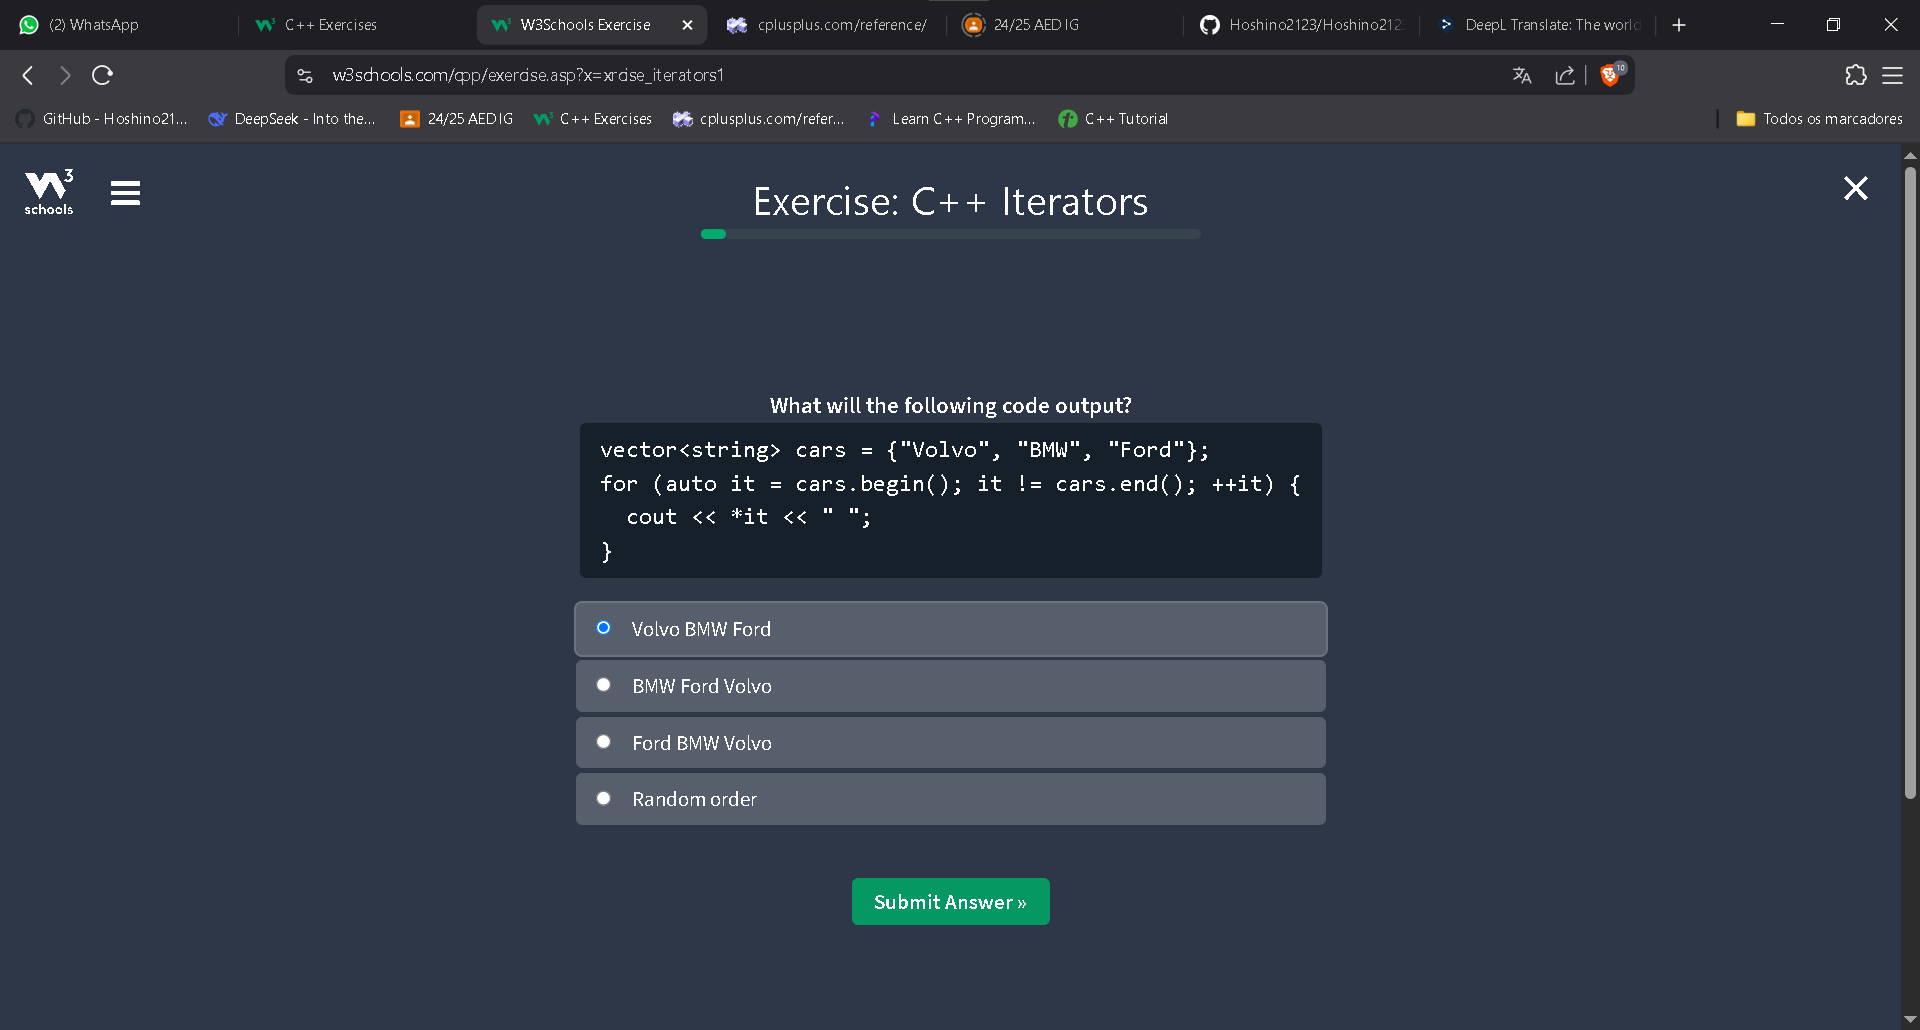 (2) WhatsApp
C++ Exercises
W3Schools Exercise
cplusplus.com/reference/
24/25 AED IG
Hoshino2123/Hoshino212
DeepL Translate: The world
w3schools.com/cpp/exercise.asp?x=xrcise_iterators1
10
GitHub - Hoshino21...
DeepSeek - Into the...
24/25 AED IG
C++ Exercises
cplusplus.com/refer...
Learn C++ Program...
C++ Tutorial
Todos os marcadores
3
schools
Exercise: C++ Iterators
What will the following code output?
vector<string> cars = {"Volvo", "BMW", "Ford"};
for (auto it = cars.begin(); it != cars.end(); ++it) {
cout << *it << " ";
}
Volvo BMW Ford
BMW Ford Volvo
Ford BMW Volvo
Random order
Submit Answer »